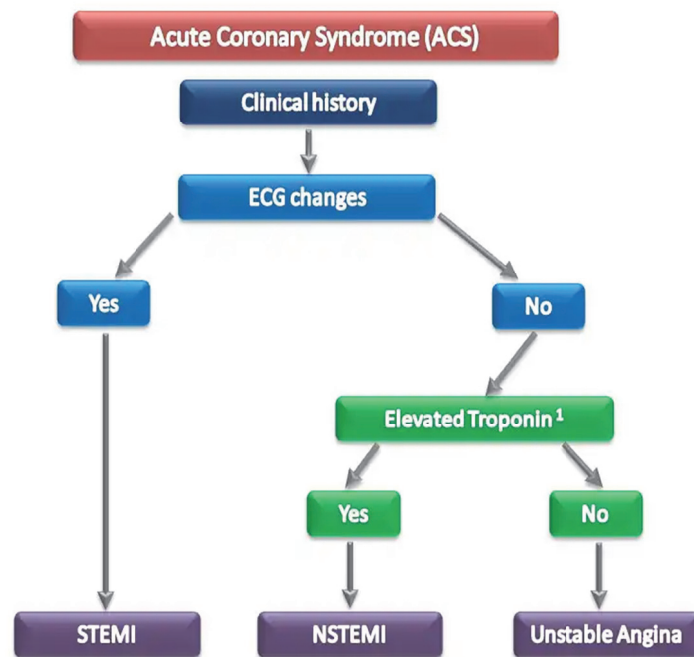 Acute Coronary Syndrome (ACS)
Clinical history
ECG changes
Yes
No
Elevated Troponin ¹
Yes
No
STEMI
NSTEMI
Unstable Angina